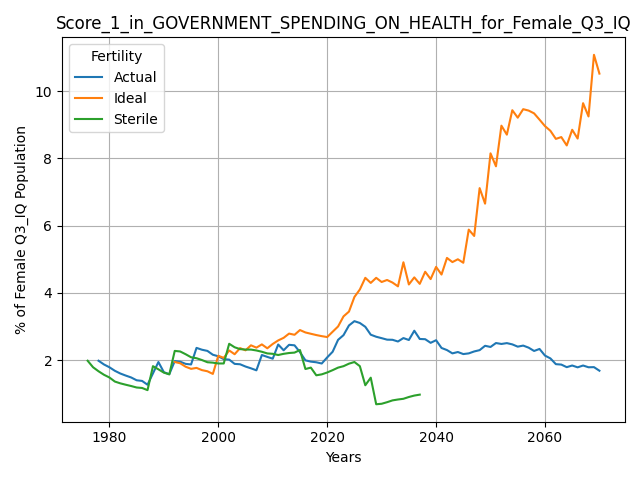 Score_1_in_GOVERNMENT_SPENDING_ON_HEALTH_for_Female_Q3_IQ
Fertility
Actual
Ideal
Sterile
% of Female Q3_IQ Population
10
8
6
4
2
1980
2000
2020
2040
2060
Years